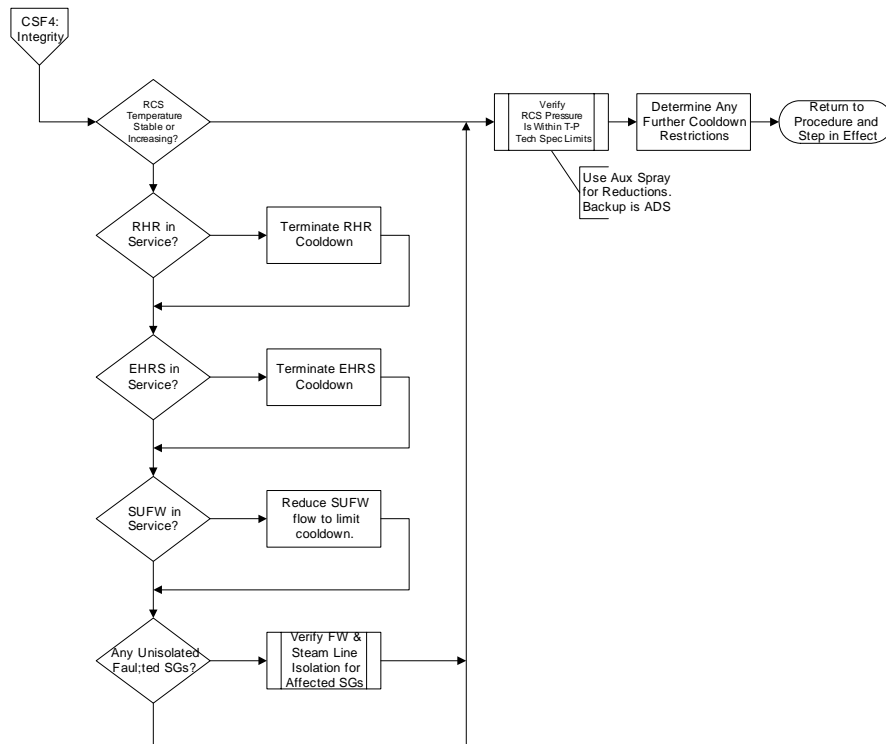 CSF4:
Integrity
RCS
Temperature
Stable or
Increasing?
Verify
RCS Pressure
Is Within T-P
Tech Spec Limits
Determine Any
Further Cooldown
Restrictions
Return to
Procedure and
Step in Effect
Use Aux Spray
for Reductions.
Backup is ADS
RHR in
Service?
Terminate RHR
Cooldown
EHRS in
Service?
Terminate EHRS
Cooldown
SUFW in
Service?
Reduce SUFW
flow to limit
cooldown.
Any Unisolated
Faul;ted SGs?
Verify FW &
Steam Line
Isolation for
Affected SGs